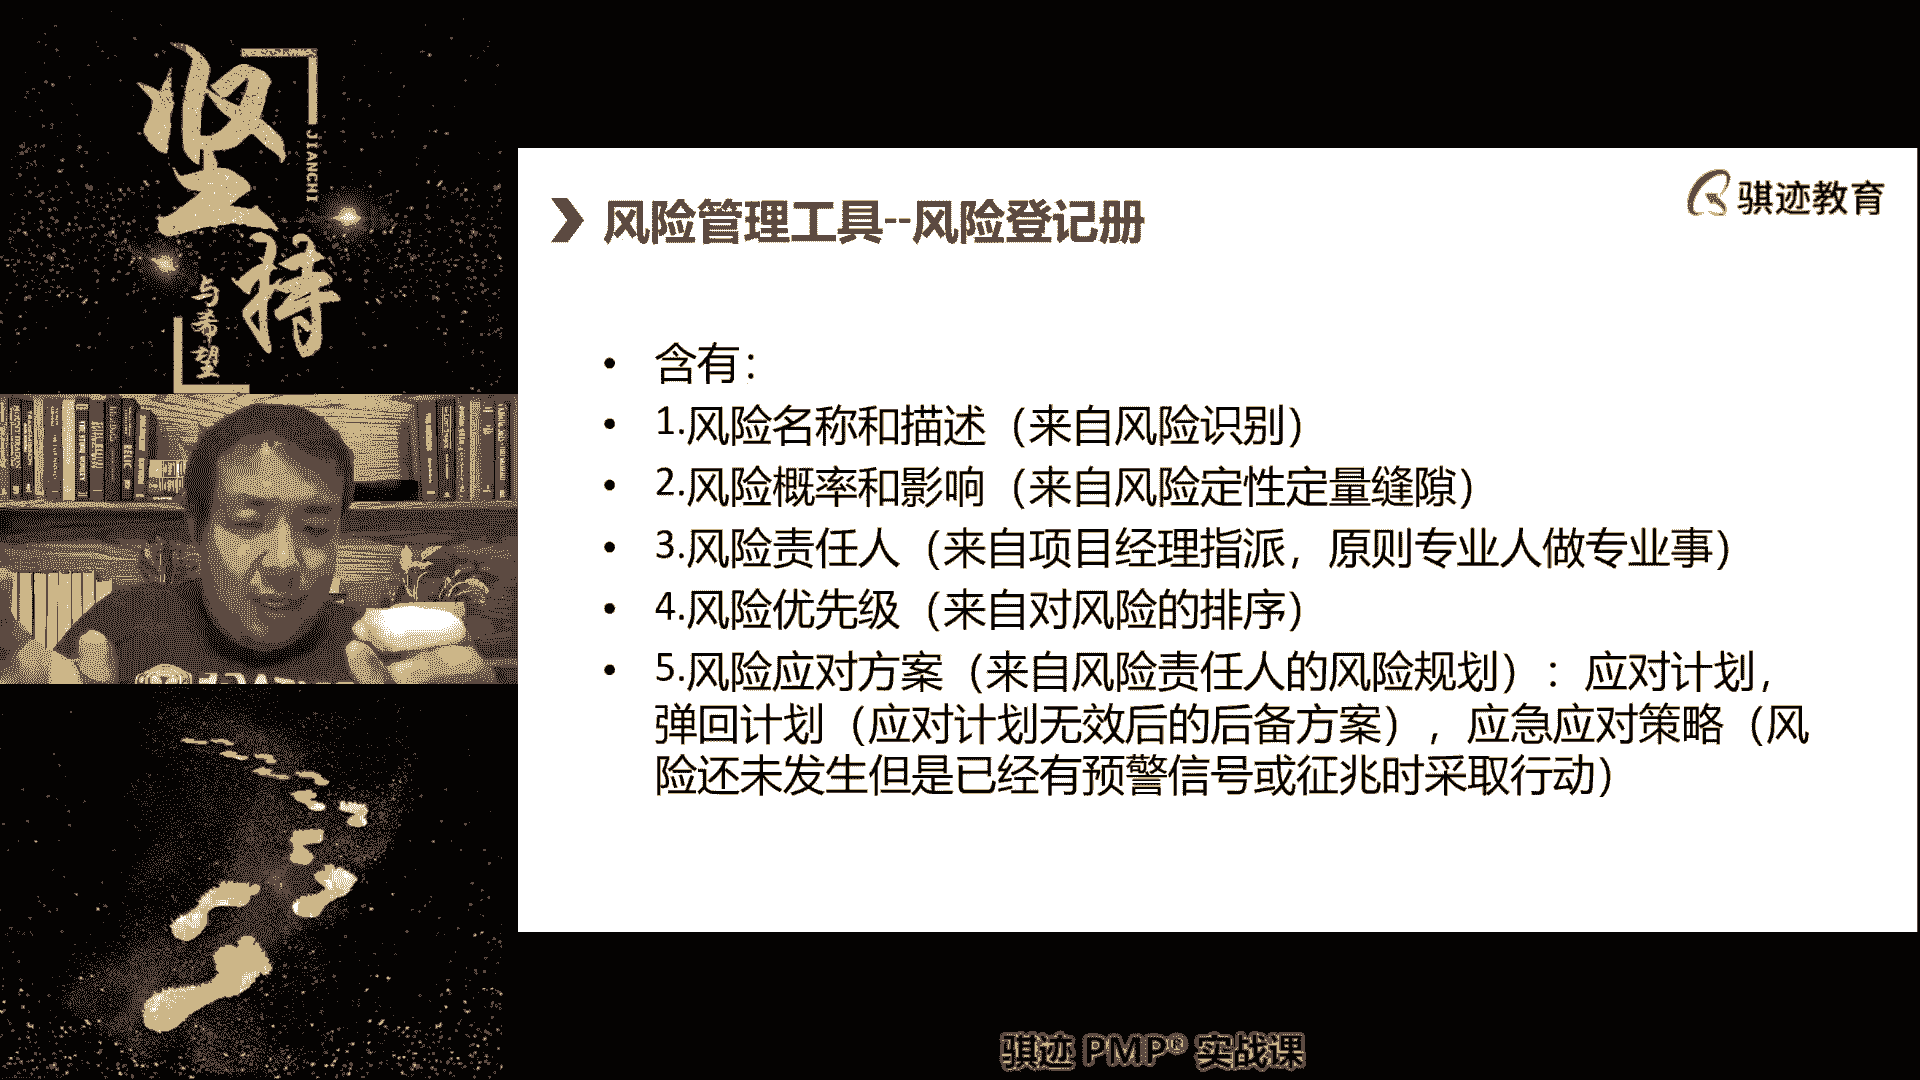 坚持
JIANCHI
与希望
骐迹教育
风险管理工具--风险登记册
• 含有：
• 1.风险名称和描述（来自风险识别）
• 2.风险概率和影响（来自风险定性定量缝隙）
• 3.风险责任人（来自项目经理指派，原则专业人做专业事）
• 4.风险优先级（来自对风险的排序）
• 5.风险应对方案（来自风险责任人的风险规划）：应对计划，
弹回计划（应对计划无效后的后备方案），应急应对策略（风
险还未发生但是已经有预警信号或征兆时采取行动）
骐迹 PMP® 实战课